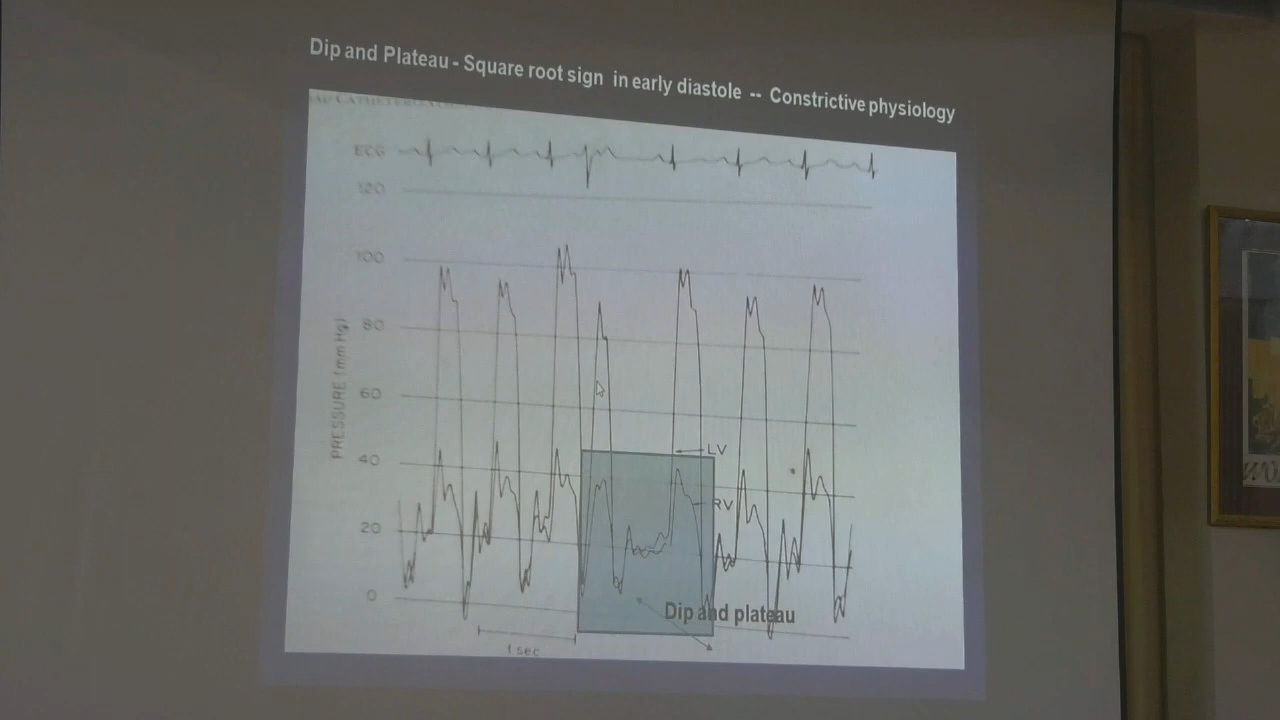 Dip and Plateau - Square root sign in early diastole -- Constrictive physiology
ECG
120
100
80
60
40
20
0
PRESSURE (mm Hg)
LV
RV
Dip and plateau
1 sec